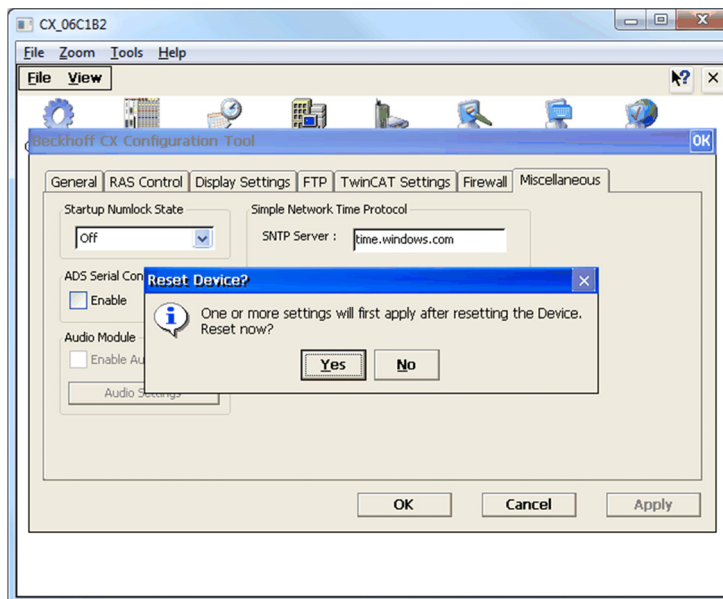 CX_06C1B2
File Zoom Tools Help
File View
Beckhoff CX Configuration Tool OK
General RAS Control Display Settings FTP TwinCAT Settings Firewall Miscellaneous
Startup Numlock State Simple Network Time Protocol
Off SNTP Server : time.windows.com
ADS Serial Con
Reset Device?
Enable
One or more settings will first apply after resetting the Device.
Reset now?
Audio Module
Enable Au
Yes No
Audio Settings
OK Cancel Apply